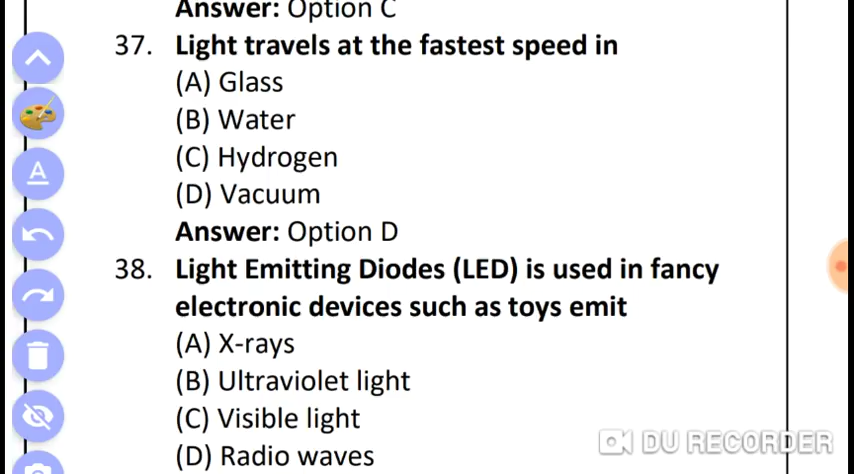 Answer: Option C
37. Light travels at the fastest speed in
(A) Glass
(B) Water
(C) Hydrogen
(D) Vacuum
Answer: Option D
38. Light Emitting Diodes (LED) is used in fancy
electronic devices such as toys emit
(A) X-rays
(B) Ultraviolet light
(C) Visible light
(D) Radio waves
A
DU RECORDER